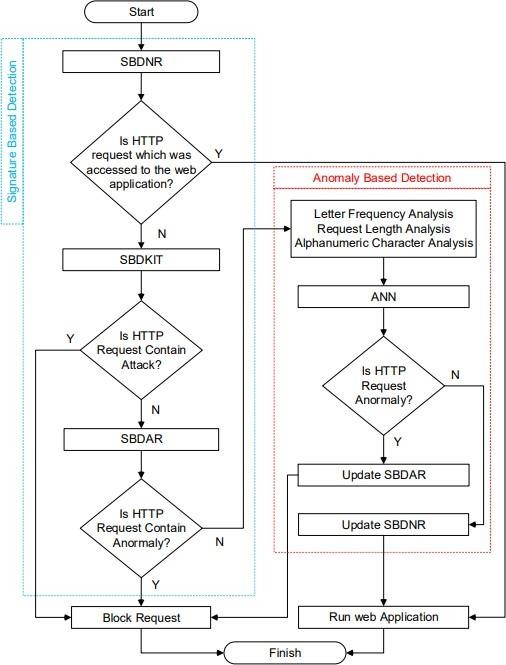 Start
Signature Based Detection
SBDNR
Is HTTP
request which was
accessed to the web
application?
Y
N
SBDKIT
Is HTTP
Request Contain
Attack?
Y
N
SBDAR
Is HTTP
Request Contain
Anormaly?
N
Y
Block Request
Anomaly Based Detection
Letter Frequency Analysis
Request Length Analysis
Alphanumeric Character Analysis
ANN
Is HTTP
Request
Anormaly?
N
Y
Update SBDAR
Update SBDNR
Run web Application
Finish